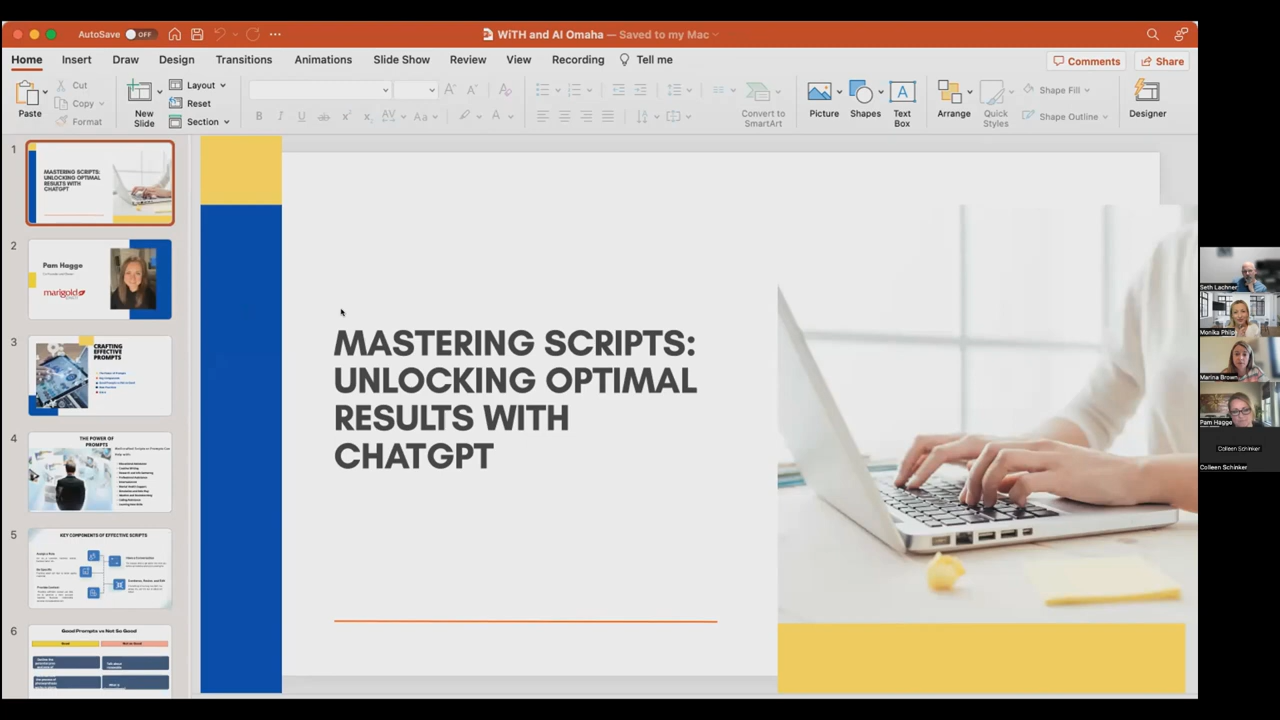 AutoSave OFF
WiTH and AI Omaha — Saved to my Mac
Home Insert Draw Design Transitions Animations Slide Show Review View Recording Tell me
Comments Share
Paste
Cut
Copy
Format
New Slide
Layout
Reset
Section
Convert to SmartArt
Picture
Shapes
Text Box
Arrange
Quick Styles
Shape Fill
Shape Outline
Designer
1
MASTERING SCRIPTS:
UNLOCKING OPTIMAL
RESULTS WITH
CHATGPT
2
Pam Hagge
marigold
3
CRAFTING
EFFECTIVE
PROMPTS
4
THE POWER OF
PROMPTS
5
KEY COMPONENTS OF EFFECTIVE SCRIPTS
6
Good Prompts vs Not So Good
MASTERING SCRIPTS:
UNLOCKING OPTIMAL
RESULTS WITH
CHATGPT
Seth Lachner
Monika Philp
Marina Brown
Pam Hagge
Colleen Schinker
Colleen Schinker